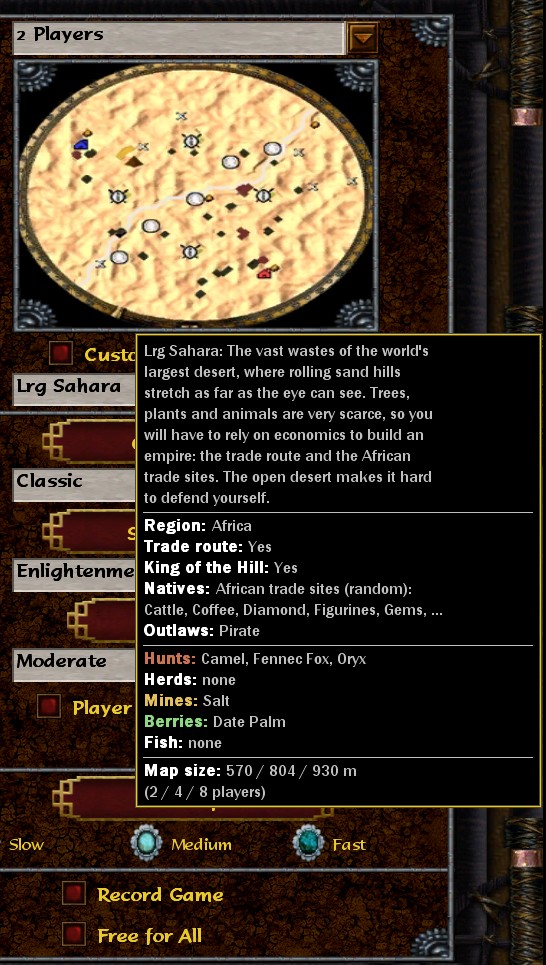 2 Players
Custo
Lrg Sahara
Lrg Sahara: The vast wastes of the world's
largest desert, where rolling sand hills
stretch as far as the eye can see. Trees,
plants and animals are very scarce, so you
will have to rely on economics to build an
empire: the trade route and the African
trade sites. The open desert makes it hard
to defend yourself.
Classic
Region: Africa
Trade route: Yes
King of the Hill: Yes
Enlightenme
Natives: African trade sites (random):
Cattle, Coffee, Diamond, Figurines, Gems, ...
Outlaws: Pirate
Moderate
Hunts: Camel, Fennec Fox, Oryx
Herds: none
Mines: Salt
Player
Berries: Date Palm
Fish: none
Map size: 570 / 804 / 930 m
(2 / 4 / 8 players)
Slow Medium Fast
Record Game
Free for All